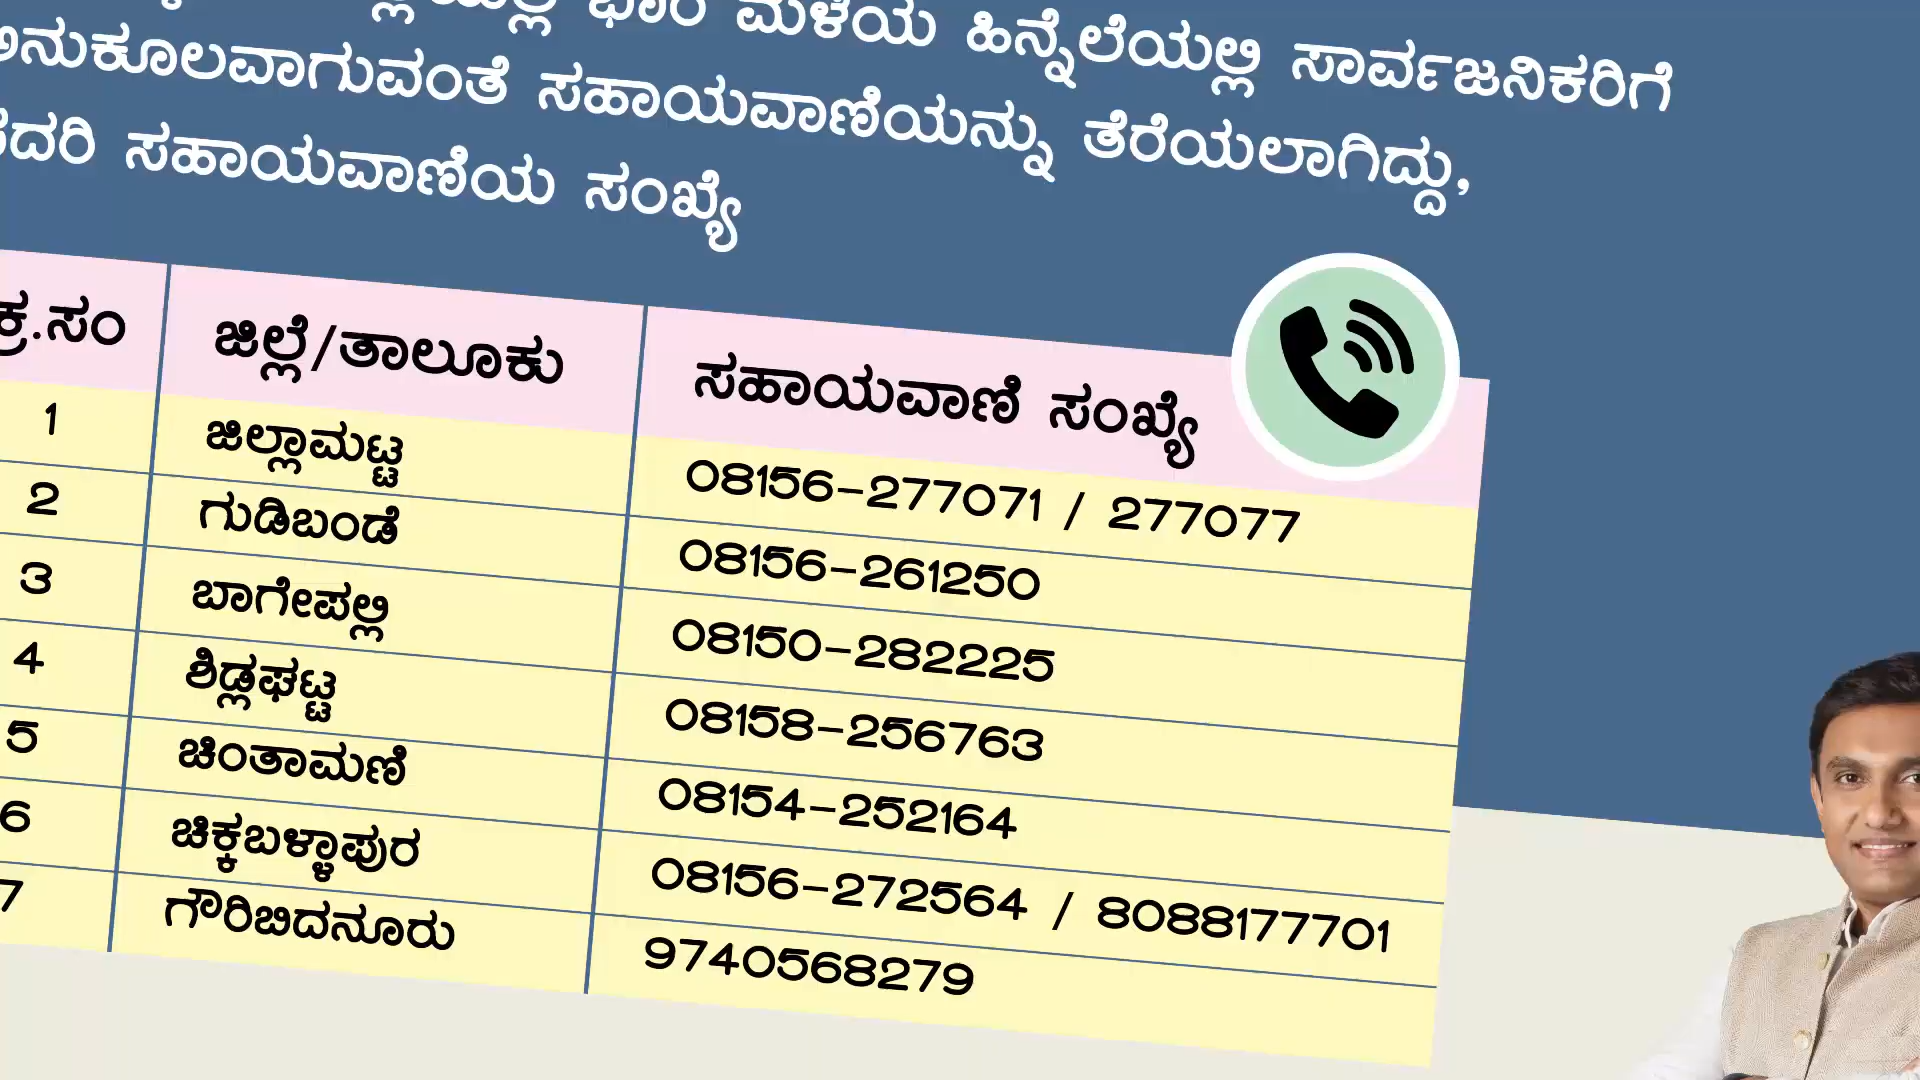 ಭಾರಿ ಮಳೆಯ ಹಿನ್ನೆಲೆಯಲ್ಲಿ ಸಾರ್ವಜನಿಕರಿಗೆ
ಅನುಕೂಲವಾಗುವಂತೆ ಸಹಾಯವಾಣಿಯನ್ನು ತೆರೆಯಲಾಗಿದ್ದು,
ಸಹಾಯವಾಣಿಯ ಸಂಖ್ಯೆ
ಕ್ರ.ಸಂ ಜಿಲ್ಲೆ/ತಾಲೂಕು ಸಹಾಯವಾಣಿ ಸಂಖ್ಯೆ
1 ಜಿಲ್ಲಾಮಟ್ಟ 08156-277071 / 277077
2 ಗುಡಿಬಂಡೆ 08156-261250
3 ಬಾಗೇಪಲ್ಲಿ 08150-282225
4 ಶಿಡ್ಲಘಟ್ಟ 08158-256763
5 ಚಿಂತಾಮಣಿ 08154-252164
6 ಚಿಕ್ಕಬಳ್ಳಾಪುರ 08156-272564 / 8088177701
7 ಗೌರಿಬಿದನೂರು 9740568279